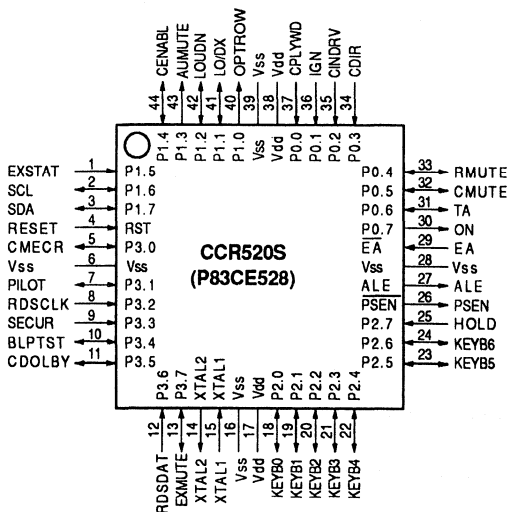 CENABL
AUMUTE
LOUDN
LO/DX
OPTROW
Vss
Vdd
CPLYWD
IGN
CINDRV
CDIR
44
43
42
41
40
39
38
37
36
35
34
P1.4
P1.3
P1.2
P1.1
P1.0
Vss
Vdd
P0.0
P0.1
P0.2
P0.3
EXSTAT 1 P1.5
SCL 2 P1.6
SDA 3 P1.7
RESET 4 RST
CMECR 5 P3.0
Vss 6 Vss
PILOT 7 P3.1
RDSCLK 8 P3.2
SECUR 9 P3.3
BLPTST 10 P3.4
CDOLBY 11 P3.5
CCR520S
(P83CE528)
P0.4 33 RMUTE
P0.5 32 CMUTE
P0.6 31 TA
P0.7 30 ON
EA 29 EA
Vss 28 Vss
ALE 27 ALE
PSEN 26 PSEN
P2.7 25 HOLD
P2.6 24 KEYB6
P2.5 23 KEYB5
P3.6
P3.7
XTAL2
XTAL1
Vss
Vdd
P2.0
P2.1
P2.2
P2.3
P2.4
12
13
14
15
16
17
18
19
20
21
22
RDSDAT
EXMUTE
XTAL2
XTAL1
Vss
Vdd
KEYB0
KEYB1
KEYB2
KEYB3
KEYB4